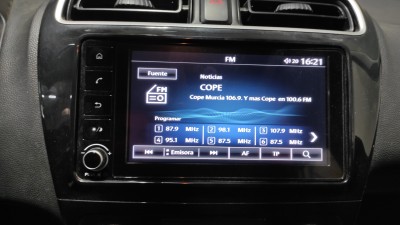 FM
20 16:21
Fuente
Noticias
COPE
FM
Cope Murcia 106.9. Y mas Cope en 100.6 FM
Programar
1 87.9 MHz 2 98.1 MHz 3 107.9 MHz
4 95.1 MHz 5 87.5 MHz 6 87.5 MHz
Emisora AF TP